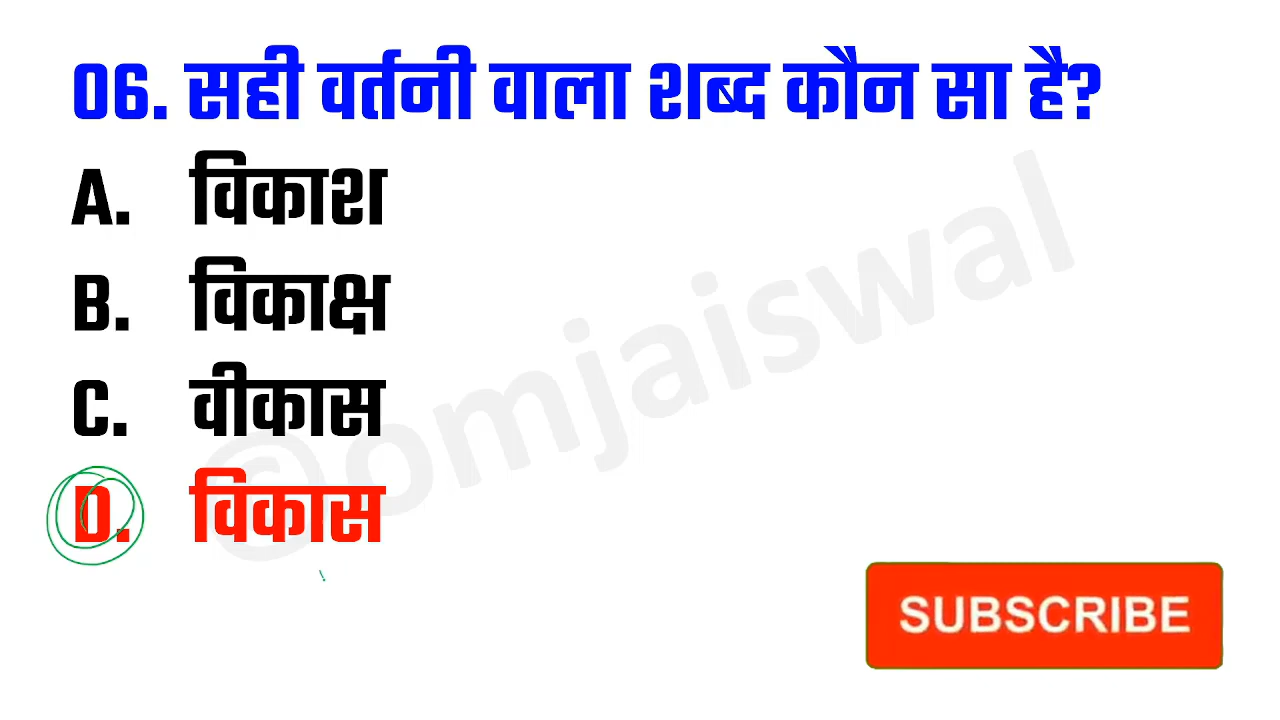 06. सही वर्तनी वाला शब्द कौन सा है?
A. विकाश
B. विकाक्ष
C. वीकास
D. विकास
©omjaiswal
SUBSCRIBE